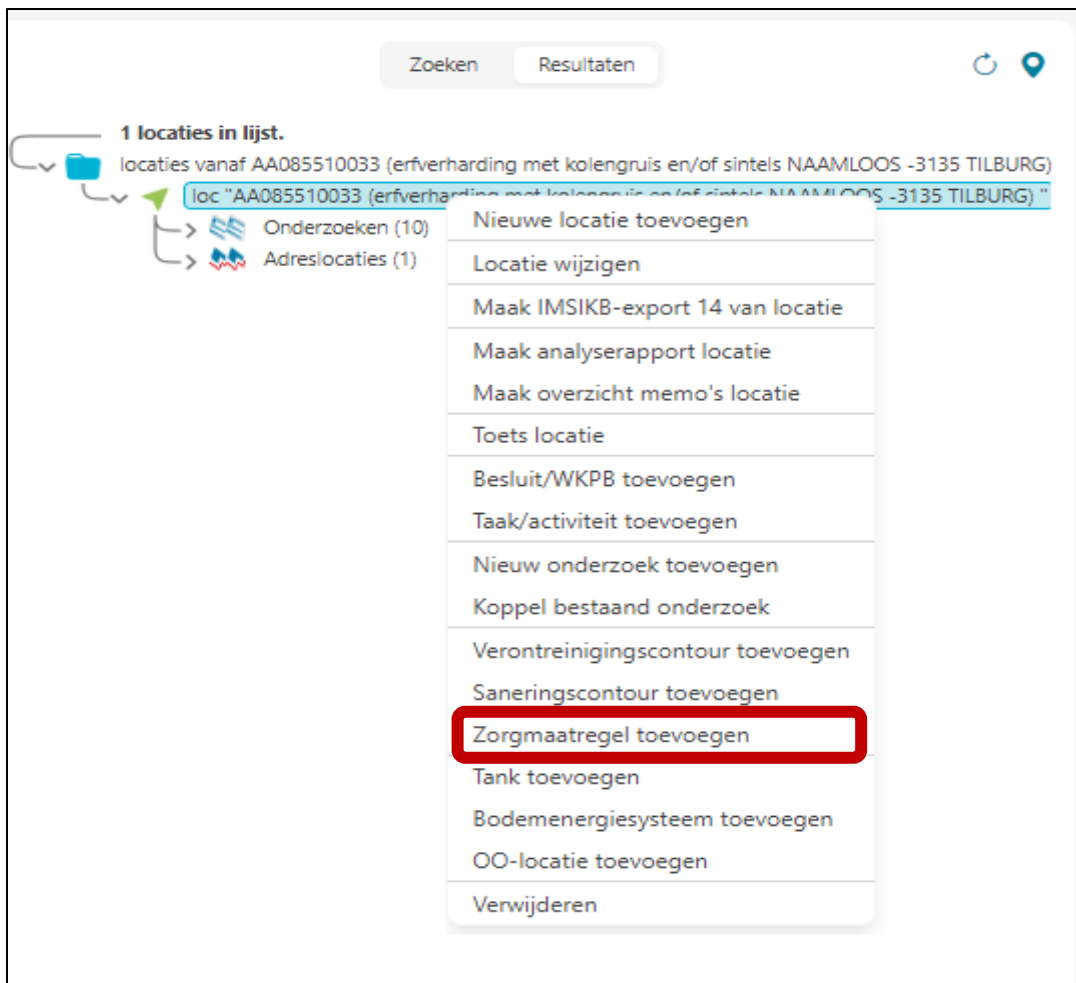 Zoeken Resultaten
1 locaties in lijst.
locaties vanaf AA085510033 (erfverharding met kolengruis en/of sintels NAAMLOOS -3135 TILBURG)
loc "AA085510033 (erfverharding met kolengruis en/of sintels NAAMLOOS -3135 TILBURG) "
Onderzoeken (10)
Adreslocaties (1)
Nieuwe locatie toevoegen
Locatie wijzigen
Maak IMSIKB-export 14 van locatie
Maak analyserapport locatie
Maak overzicht memo's locatie
Toets locatie
Besluit/WKPB toevoegen
Taak/activiteit toevoegen
Nieuw onderzoek toevoegen
Koppel bestaand onderzoek
Verontreinigingscontour toevoegen
Saneringscontour toevoegen
Zorgmaatregel toevoegen
Tank toevoegen
Bodemenergiesysteem toevoegen
OO-locatie toevoegen
Verwijderen